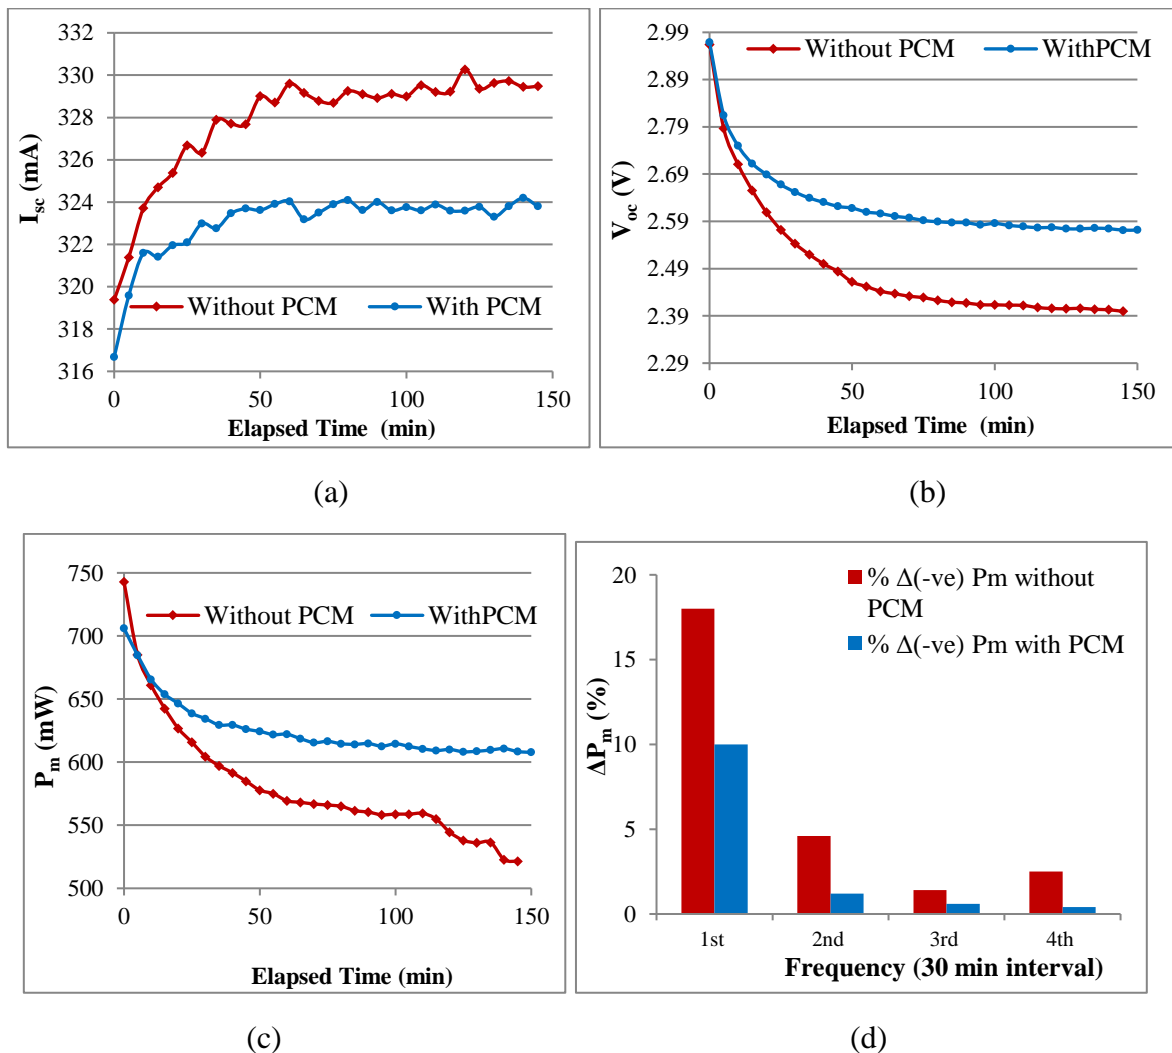 332
330
328
326
324
322
320
318
316
I_sc (mA)
Without PCM
With PCM
0
50
100
150
Elapsed Time (min)
(a)
2.99
2.89
2.79
2.69
2.59
2.49
2.39
2.29
V_oc (V)
Without PCM
WithPCM
0
50
100
150
Elapsed Time (min)
(b)
750
700
650
600
550
500
P_m (mW)
Without PCM
WithPCM
0
50
100
150
Elapsed Time (min)
(c)
20
15
10
5
0
ΔP_m (%)
% Δ(-ve) Pm without
PCM
% Δ(-ve) Pm with PCM
1st
2nd
3rd
4th
Frequency (30 min interval)
(d)